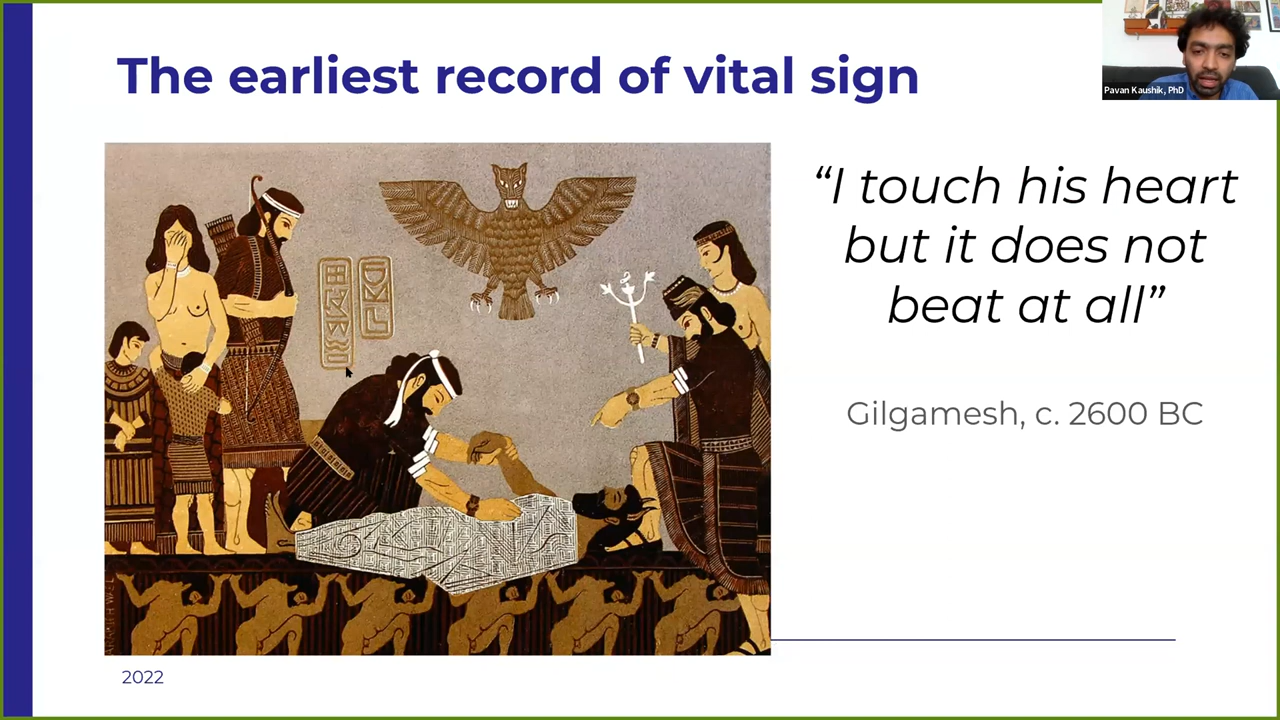 The earliest record of vital sign
Pavan Kaushik, PhD
“I touch his heart
but it does not
beat at all”
Gilgamesh, c. 2600 BC
2022